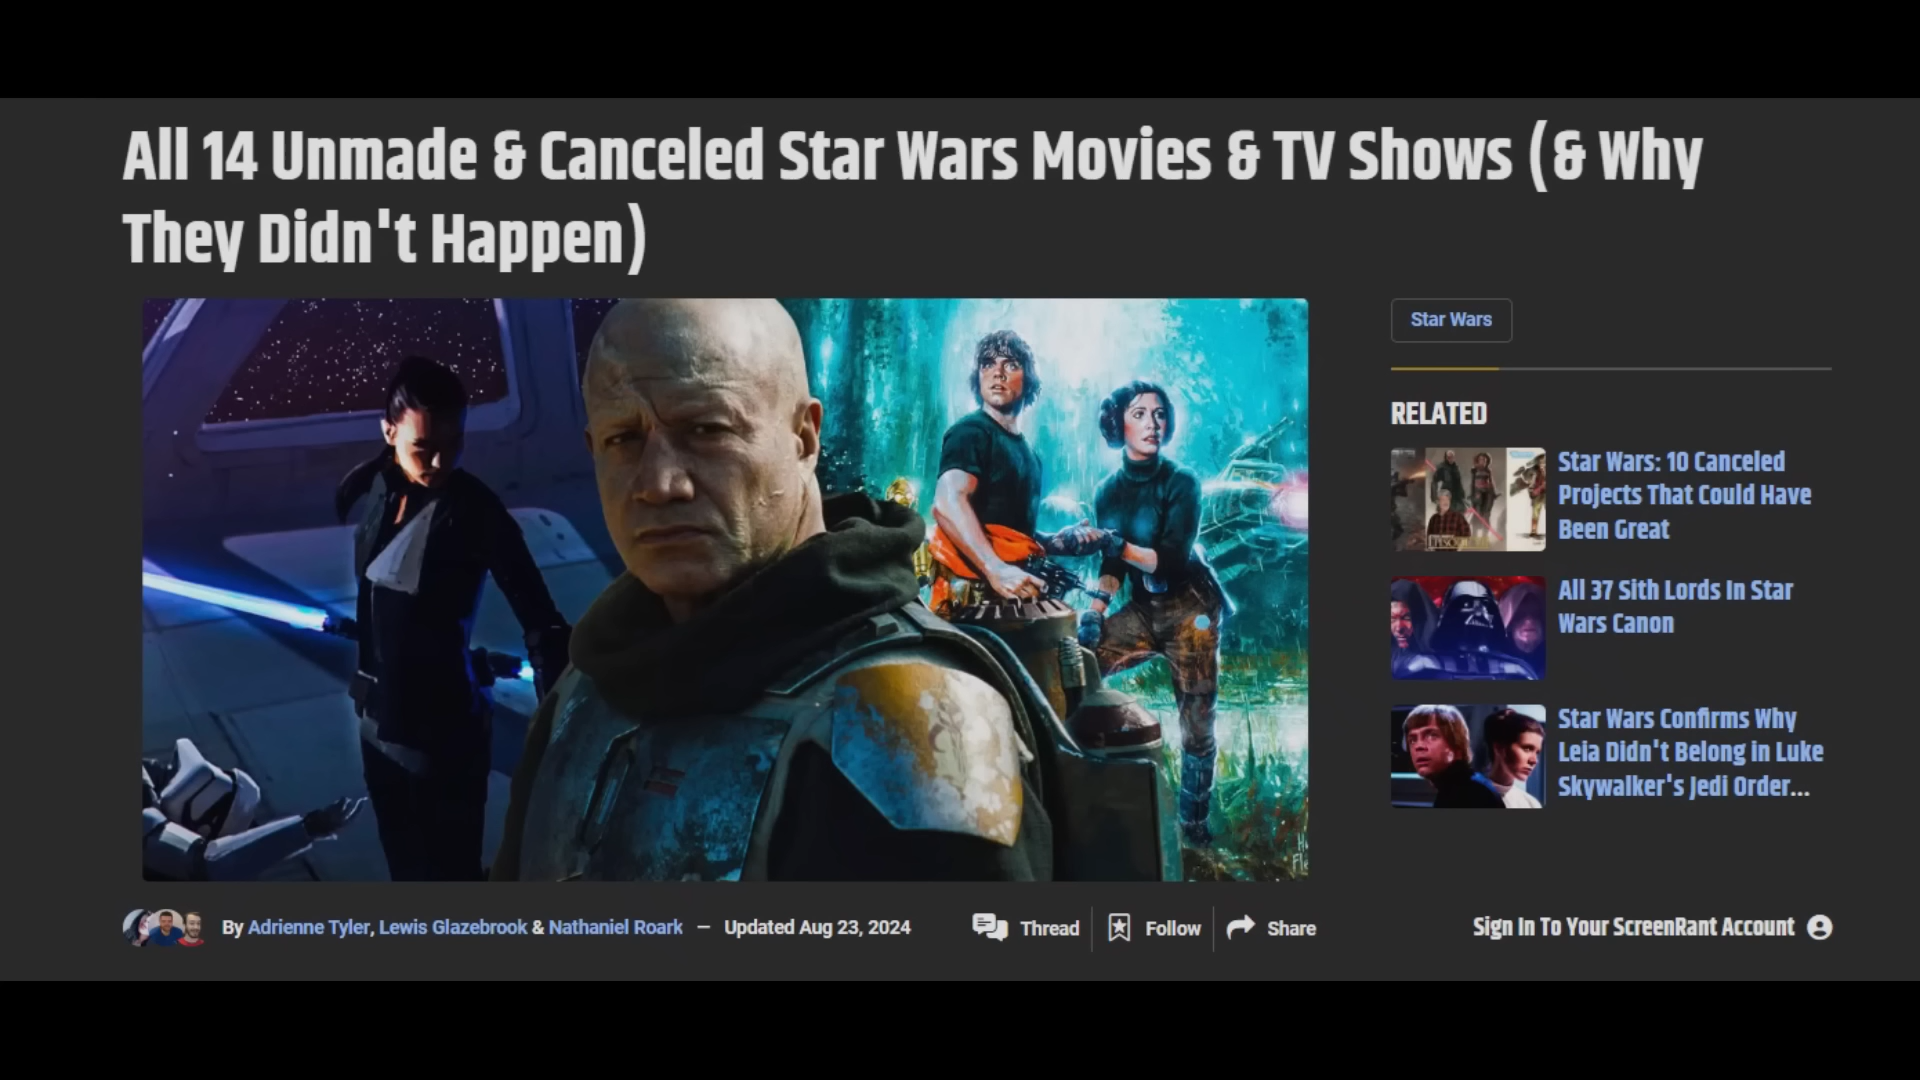 All 14 Unmade & Canceled Star Wars Movies & TV Shows (& Why
They Didn't Happen)
Star Wars
RELATED
Star Wars: 10 Canceled
Projects That Could Have
Been Great
All 37 Sith Lords In Star
Wars Canon
Star Wars Confirms Why
Leia Didn't Belong in Luke
Skywalker's Jedi Order...
By Adrienne Tyler, Lewis Glazebrook & Nathaniel Roark — Updated Aug 23, 2024
Thread
Follow
Share
Sign In To Your ScreenRant Account